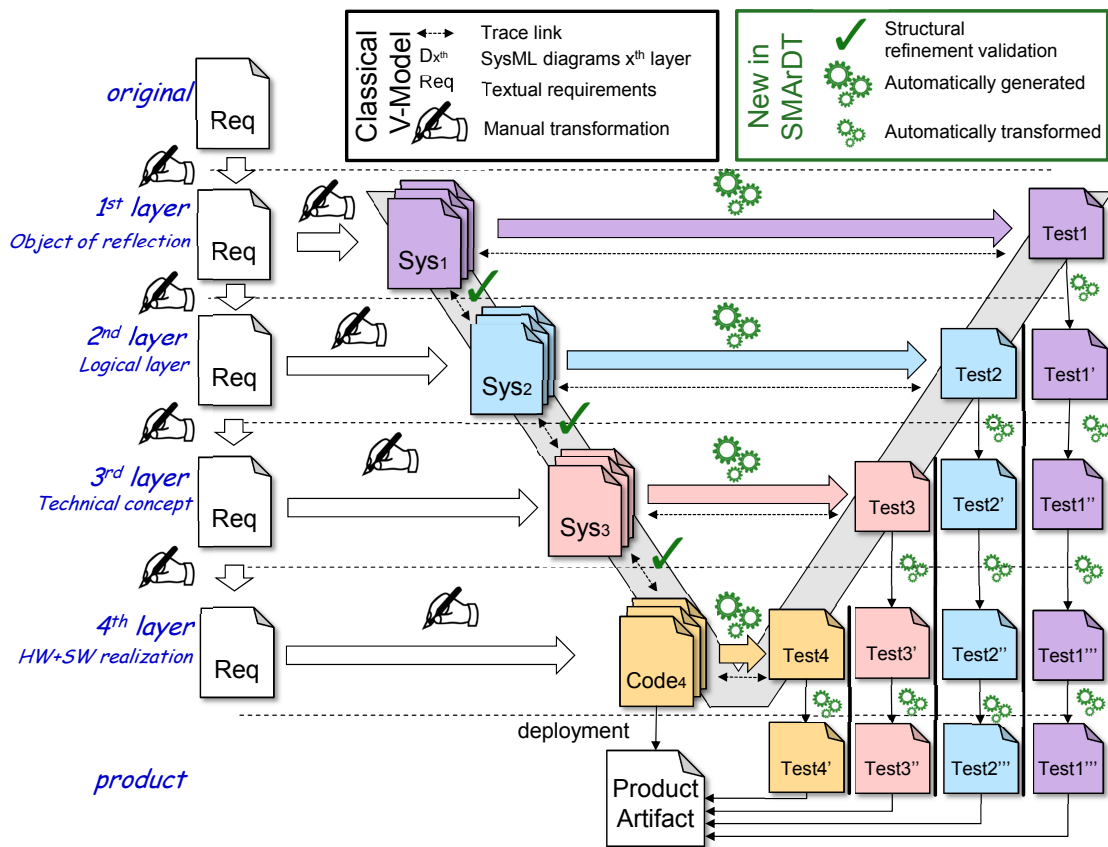 Classical
V-Model
Trace link
Dxth
SysML diagrams xth layer
Req
Textual requirements
Manual transformation
New in
SMArDT
Structural
refinement validation
Automatically generated
Automatically transformed
original
Req
1st layer
Object of reflection
Req
Sys1
Test1
2nd layer
Logical layer
Req
Sys2
Test2
Test1'
3rd layer
Technical concept
Req
Sys3
Test3
Test2'
Test1''
4th layer
HW+SW realization
Req
Code4
Test4
Test3'
Test2''
Test1'''
deployment
product
Product
Artifact
Test4'
Test3''
Test2'''
Test1'''